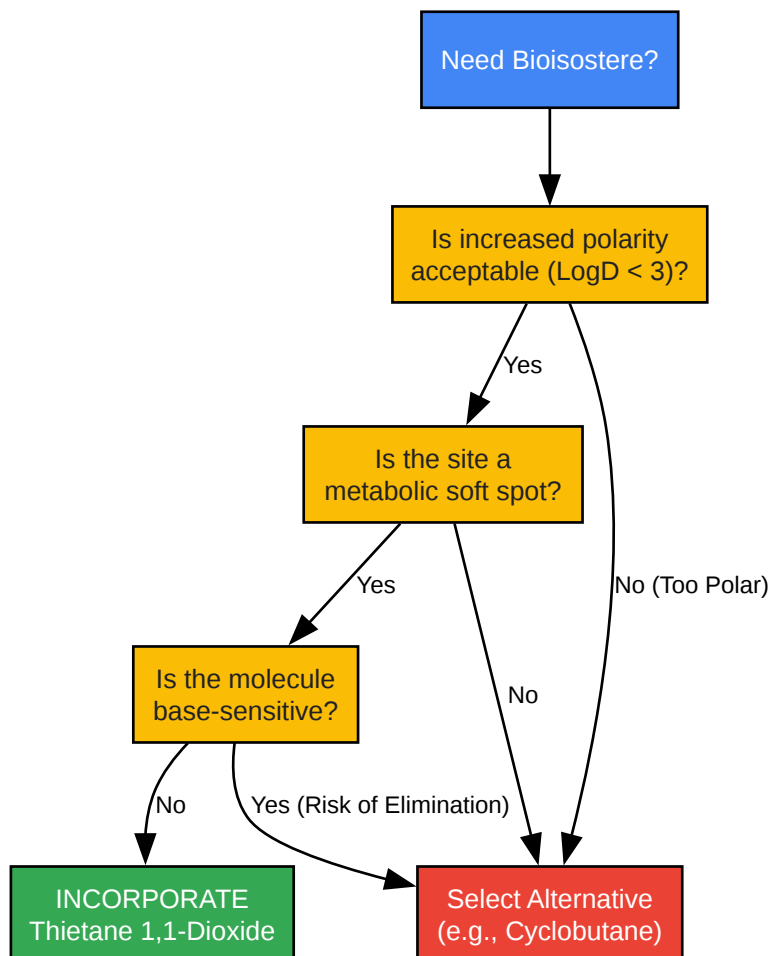 Need Bioisostere?
Is increased polarity
acceptable (LogD < 3)?
Yes
Is the site a
metabolic soft spot?
No (Too Polar)
Yes
Is the molecule
base-sensitive?
No
No
Yes (Risk of Elimination)
INCORPORATE
Thietane 1,1-Dioxide
Select Alternative
(e.g., Cyclobutane)